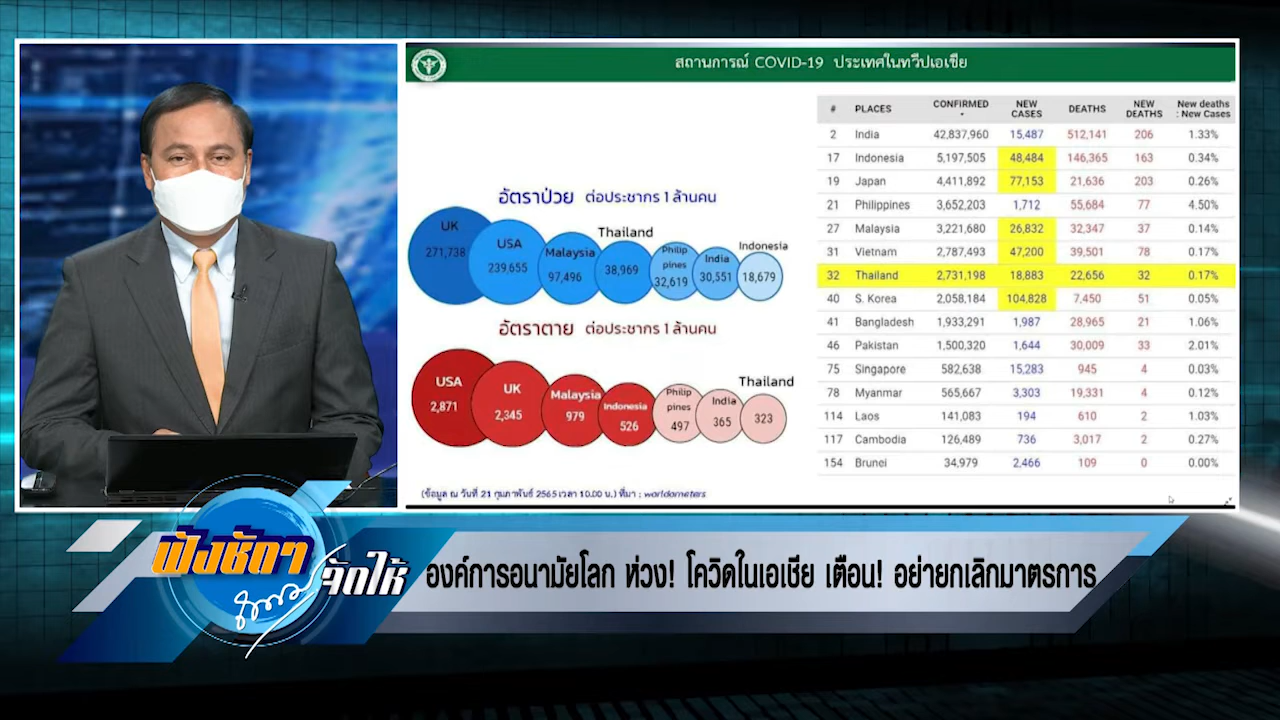 สถานการณ์ COVID-19 ประเทศในทวีปเอเชีย
อัตราป่วย ต่อประชากร 1 ล้านคน
UK 271,738
USA 239,655
Malaysia 97,496
Thailand 38,969
Philip pines 32,619
India 30,551
Indonesia 18,679
อัตราตาย ต่อประชากร 1 ล้านคน
USA 2,871
UK 2,345
Malaysia 979
Indonesia 526
Philip pines 497
India 365
Thailand 323
(ข้อมูล ณ วันที่ 21 กุมภาพันธ์ 2565 เวลา 10.00 น.) ที่มา ; worldometers
# PLACES CONFIRMED NEW CASES DEATHS NEW DEATHS New deaths : New Cases
2 India 42,837,960 15,487 512,141 206 1.33%
17 Indonesia 5,197,505 48,484 146,365 163 0.34%
19 Japan 4,411,892 77,153 21,636 203 0.26%
21 Philippines 3,652,203 1,712 55,684 77 4.50%
27 Malaysia 3,221,680 26,832 32,347 37 0.14%
31 Vietnam 2,787,493 47,200 39,501 78 0.17%
32 Thailand 2,731,198 18,883 22,656 32 0.17%
40 S. Korea 2,058,184 104,828 7,450 51 0.05%
41 Bangladesh 1,933,291 1,987 28,965 21 1.06%
46 Pakistan 1,500,320 1,644 30,009 33 2.01%
75 Singapore 582,638 15,283 945 4 0.03%
78 Myanmar 565,667 3,303 19,331 4 0.12%
114 Laos 141,083 194 610 2 1.03%
117 Cambodia 126,489 736 3,017 2 0.27%
154 Brunei 34,979 2,466 109 0 0.00%
ฟังชัดๆ
จัดให้
องค์การอนามัยโลก ห่วง! โควิดในเอเชีย เตือน! อย่ายกเลิกมาตรการ